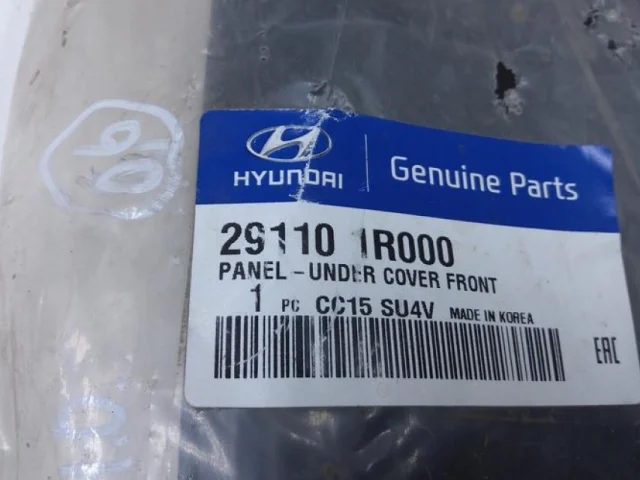 HYUNDAI
Genuine Parts
29110 1R000
PANEL-UNDER COVER FRONT
1 PC CC15 SU4V MADE IN KOREA
EAC